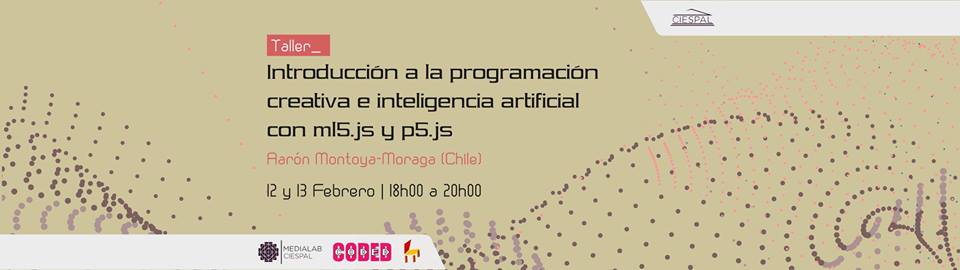 CIESPAL
Taller_
Introducción a la programación
creativa e inteligencia artificial
con ml5.js y p5.js
Aarón Montoya-Moraga (Chile)
12 y 13 Febrero | 18h00 a 20h00
MEDIALAB
CIESPAL
CODED